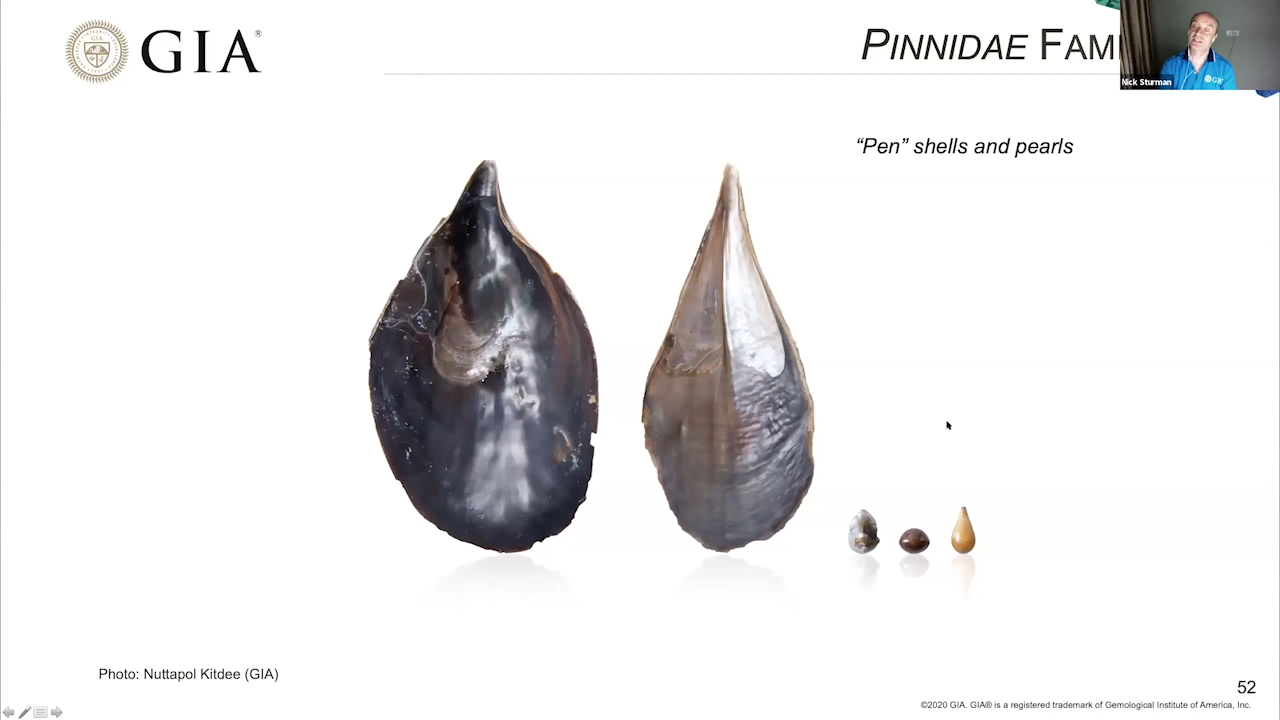 GIA®
PINNIDAE FAM
Nick Sturman
“Pen” shells and pearls
Photo: Nuttapol Kitdee (GIA)
52
©2020 GIA. GIA® is a registered trademark of Gemological Institute of America, Inc.